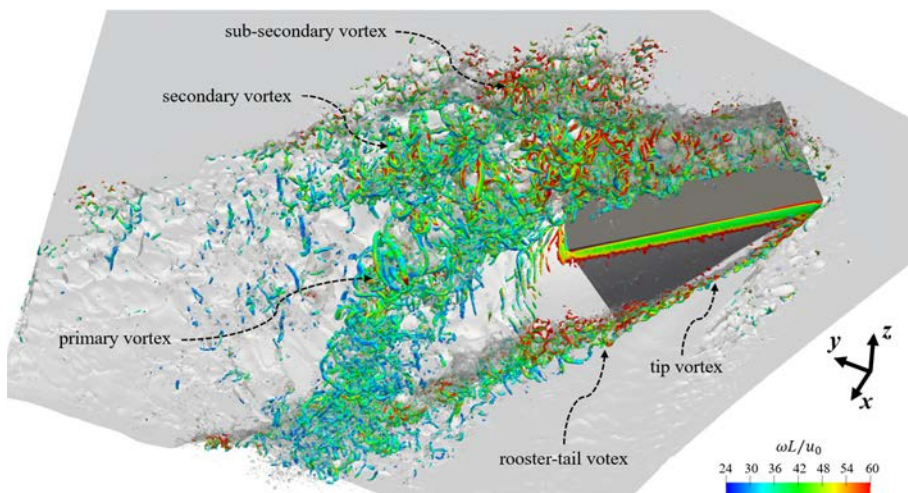 sub-secondary vortex
secondary vortex
primary vortex
tip vortex
rooster-tail votex
z
y
x
ωL/u₀
24 30 36 42 48 54 60